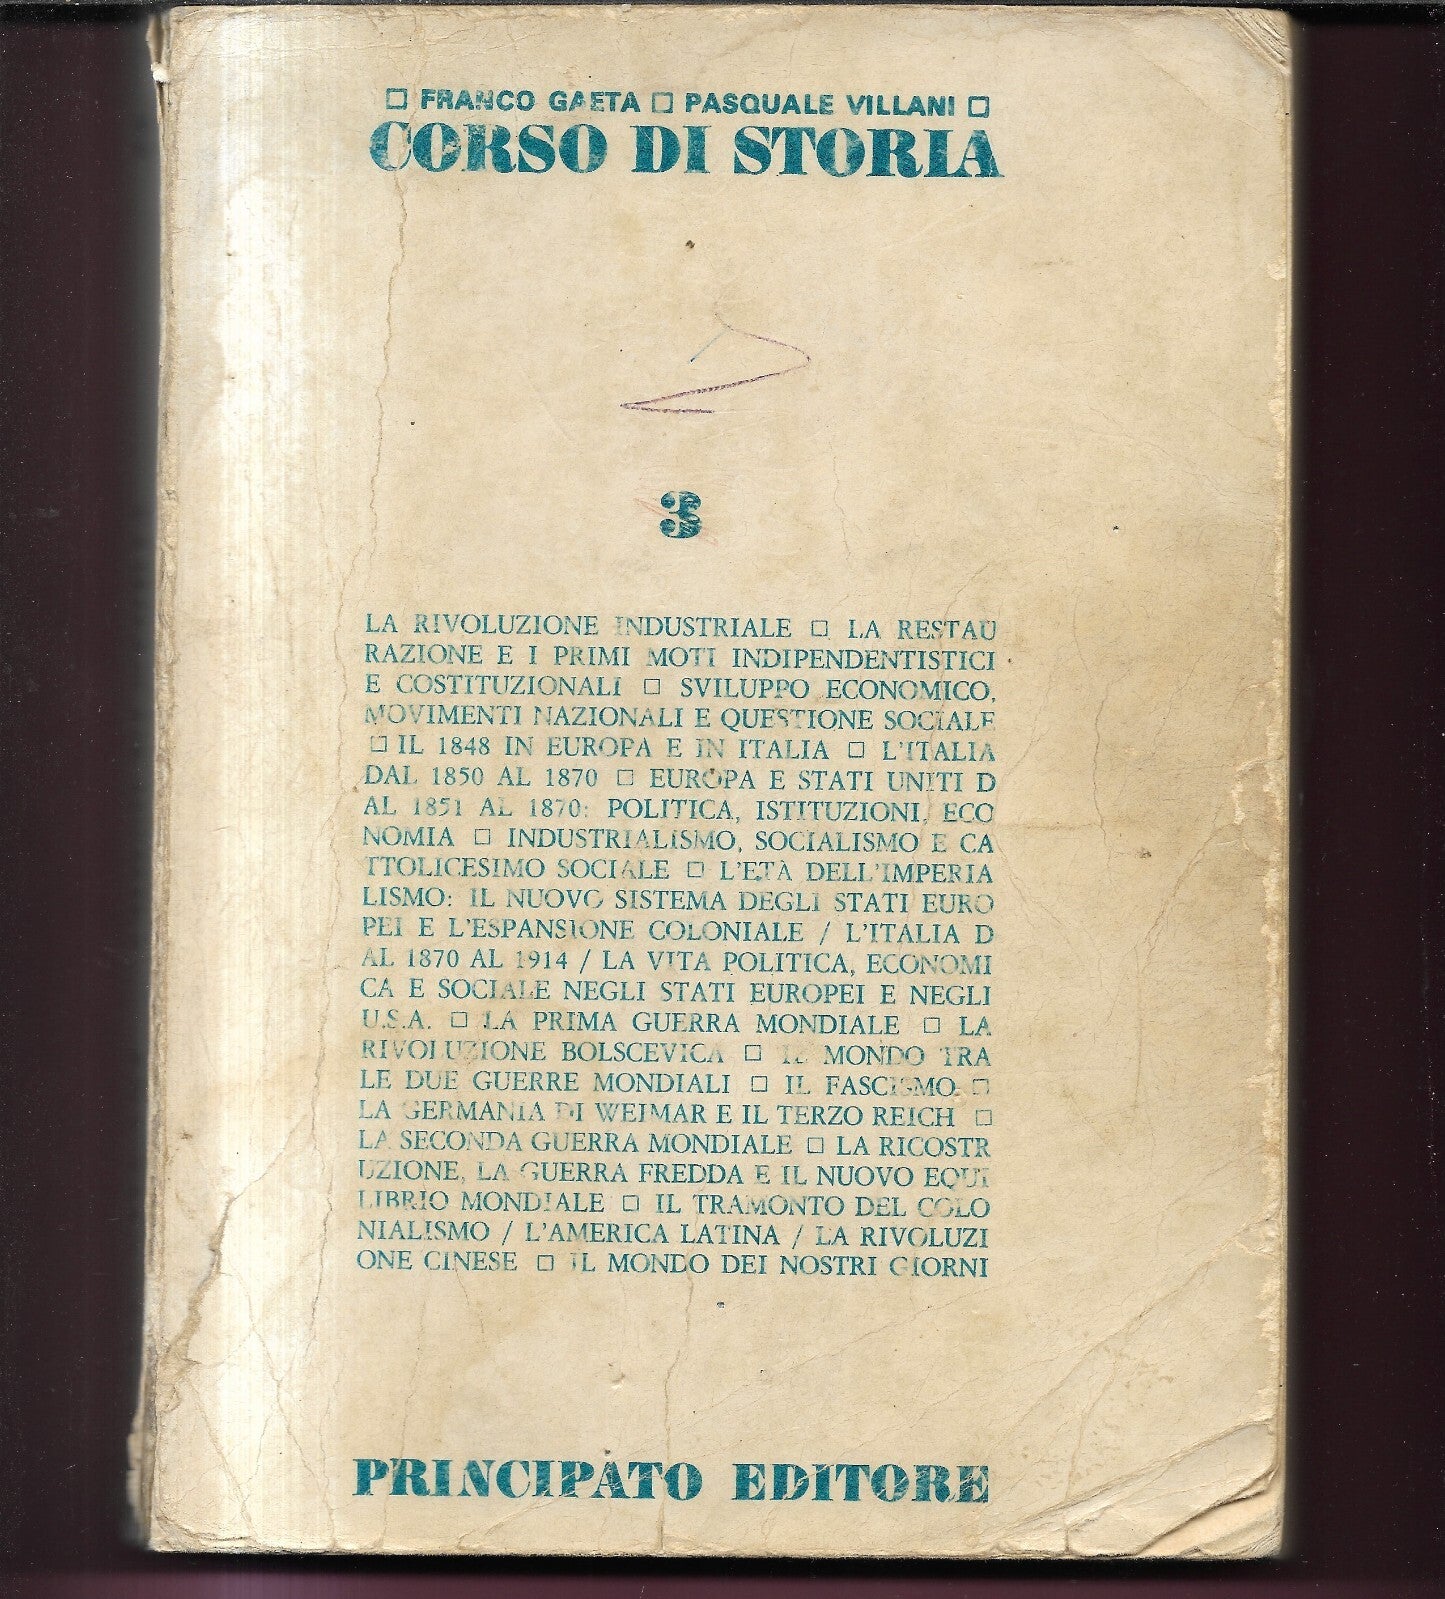 □ FRANCO GAETA □ PASQUALE VILLANI □
CORSO DI STORIA
3
LA RIVOLUZIONE INDUSTRIALE □ LA RESTAU
RAZIONE E I PRIMI MOTI INDIPENDENTISTICI
E COSTITUZIONALI □ SVILUPPO ECONOMICO,
MOVIMENTI NAZIONALI E QUESTIONE SOCIALE
□ IL 1848 IN EUROPA E IN ITALIA □ L'ITALIA
DAL 1850 AL 1870 □ EUROPA E STATI UNITI D
AL 1851 AL 1870: POLITICA, ISTITUZIONI, ECO
NOMIA □ INDUSTRIALISMO, SOCIALISMO E CA
TTOLICESIMO SOCIALE □ L'ETÀ DELL'IMPERIA
LISMO: IL NUOVO SISTEMA DEGLI STATI EURO
PEI E L'ESPANSIONE COLONIALE / L'ITALIA D
AL 1870 AL 1914 / LA VITA POLITICA, ECONOMI
CA E SOCIALE NEGLI STATI EUROPEI E NEGLI
U.S.A. □ LA PRIMA GUERRA MONDIALE □ LA
RIVOLUZIONE BOLSCEVICA □ IL MONDO TRA
LE DUE GUERRE MONDIALI □ IL FASCISMO □
LA GERMANIA DI WEIMAR E IL TERZO REICH □
LA SECONDA GUERRA MONDIALE □ LA RICOSTR
UZIONE, LA GUERRA FREDDA E IL NUOVO EQUI
LIBRIO MONDIALE □ IL TRAMONTO DEL COLO
NIALISMO / L'AMERICA LATINA / LA RIVOLUZI
ONE CINESE □ IL MONDO DEI NOSTRI GIORNI
PRINCIPATO EDITORE